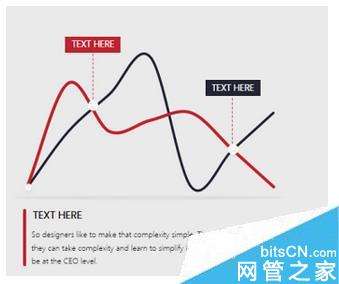 TEXT HERE
TEXT HERE
TEXT HERE
So designers like to make that complexity simple.
they can take complexity and learn to simplify
be at the CEO level.
bitsCN.com
网管之家